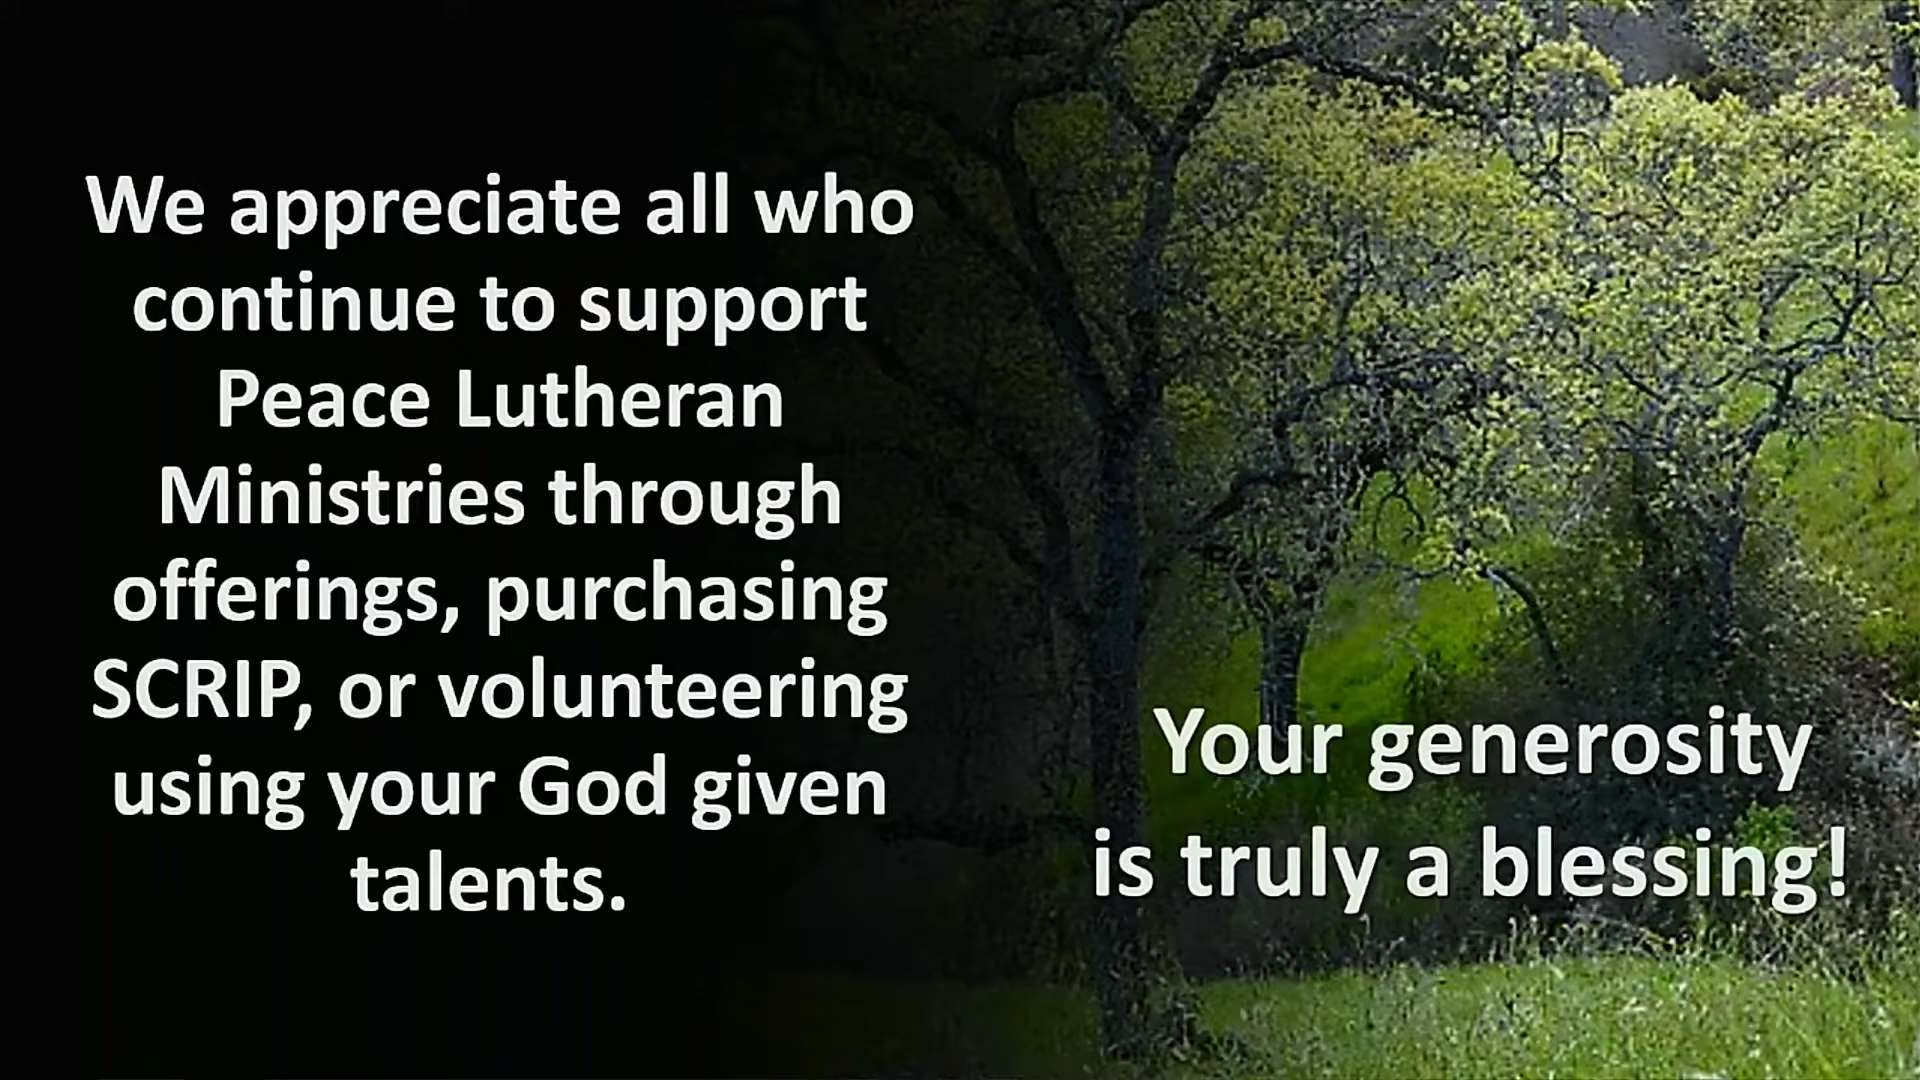 We appreciate all who
continue to support
Peace Lutheran
Ministries through
offerings, purchasing
SCRIP, or volunteering
using your God given
talents.
Your generosity
is truly a blessing!